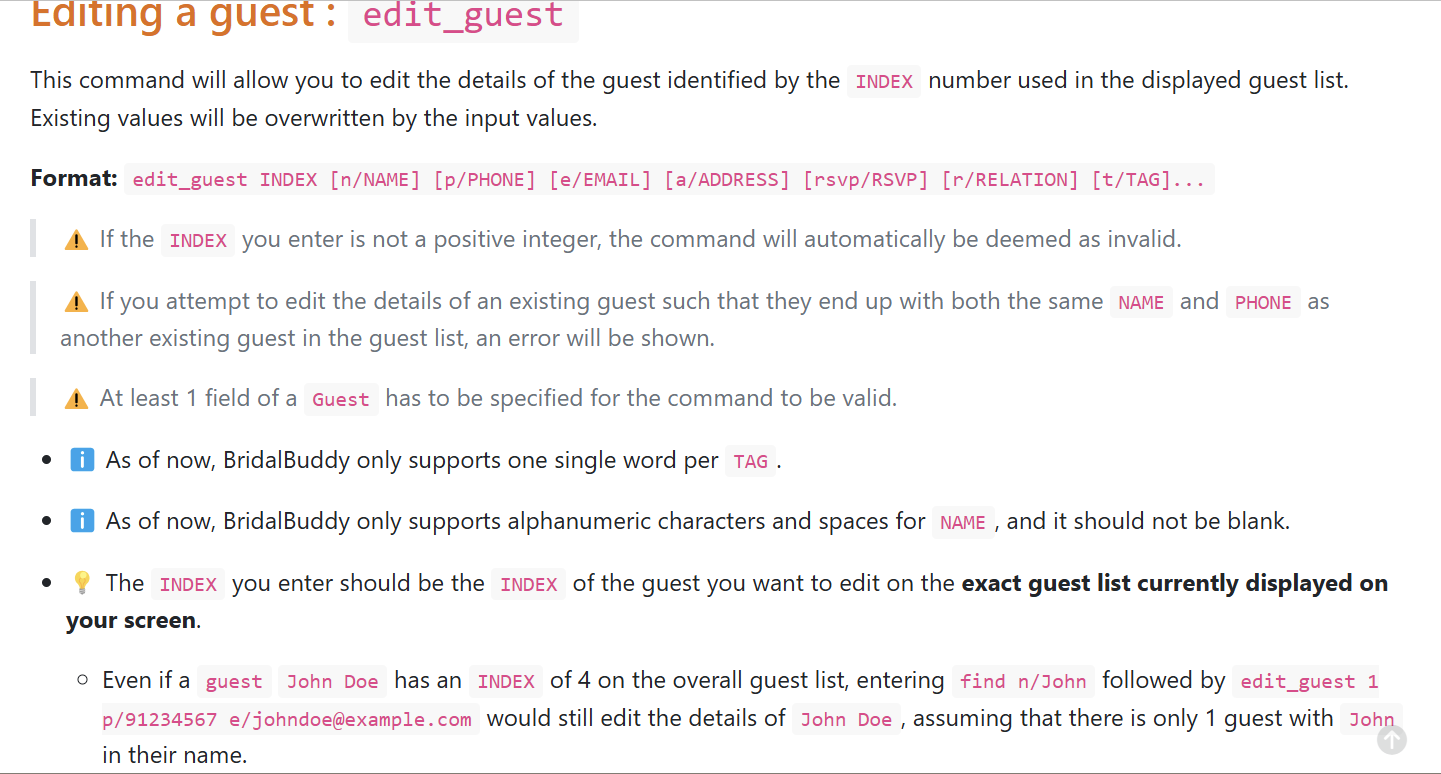 Editing a guest : edit_guest
This command will allow you to edit the details of the guest identified by the INDEX number used in the displayed guest list.
Existing values will be overwritten by the input values.
Format: edit_guest INDEX [n/NAME] [p/PHONE] [e/EMAIL] [a/ADDRESS] [rsvp/RSVP] [r/RELATION] [t/TAG]...
⚠️ If the INDEX you enter is not a positive integer, the command will automatically be deemed as invalid.
⚠️ If you attempt to edit the details of an existing guest such that they end up with both the same NAME and PHONE as
another existing guest in the guest list, an error will be shown.
⚠️ At least 1 field of a Guest has to be specified for the command to be valid.
• ℹ️ As of now, BridalBuddy only supports one single word per TAG .
• ℹ️ As of now, BridalBuddy only supports alphanumeric characters and spaces for NAME , and it should not be blank.
• 💡 The INDEX you enter should be the INDEX of the guest you want to edit on the exact guest list currently displayed on
your screen.
○ Even if a guest John Doe has an INDEX of 4 on the overall guest list, entering find n/John followed by edit_guest 1
p/91234567 e/johndoe@example.com would still edit the details of John Doe , assuming that there is only 1 guest with John
in their name.